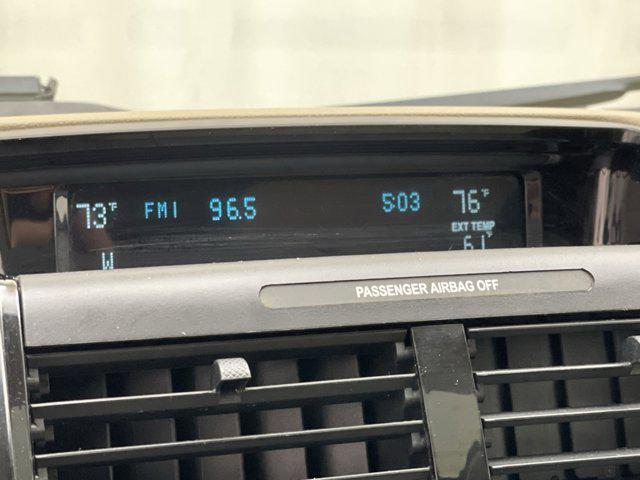 73°F FM1 96.5 5:03 76°F
EXT TEMP
W 61°
PASSENGER AIRBAG OFF